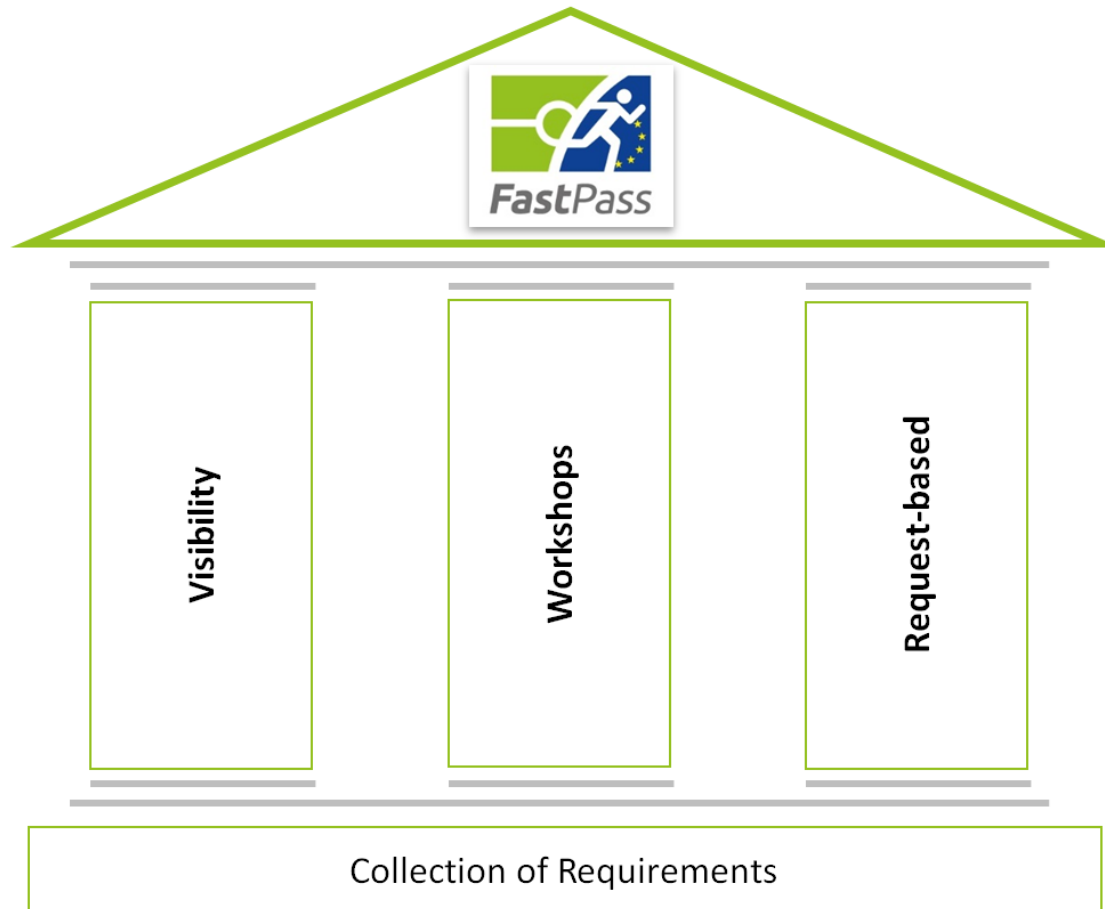 FastPass
Visibility
Workshops
Request-based
Collection of Requirements